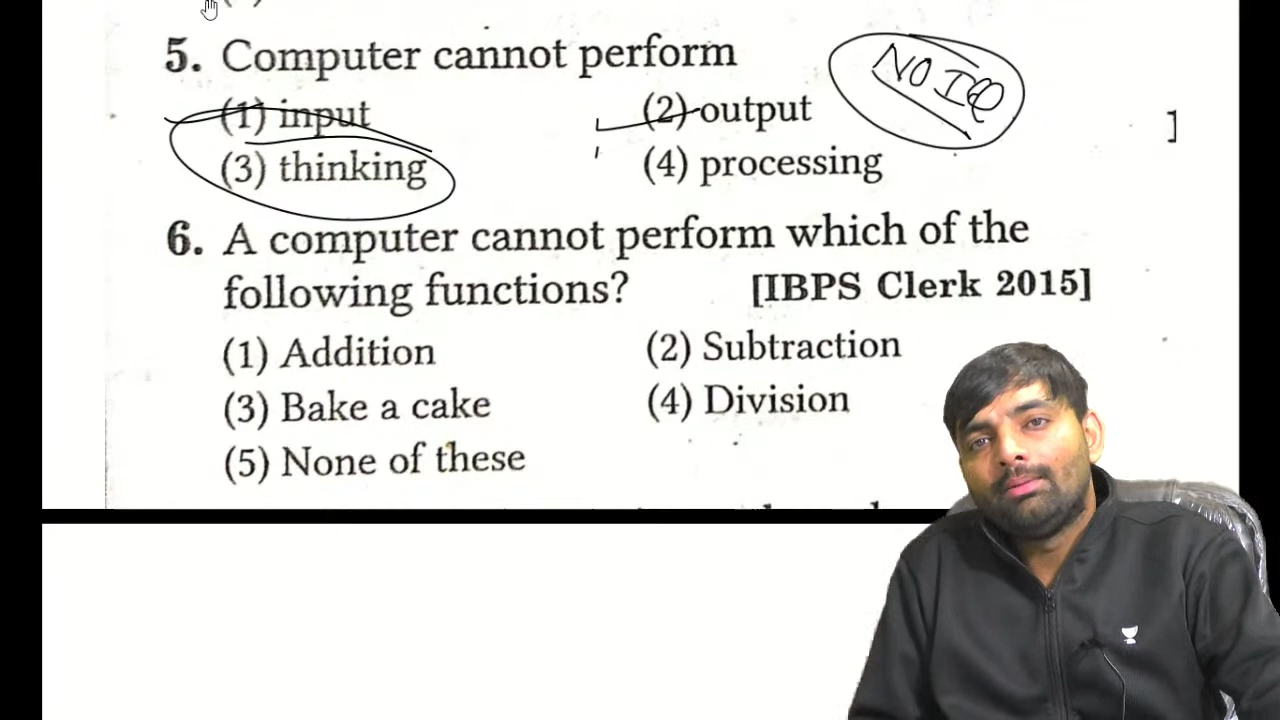 5. Computer cannot perform
NO IQ
(1) input (2) output
]
(3) thinking (4) processing
6. A computer cannot perform which of the
following functions? [IBPS Clerk 2015]
(1) Addition (2) Subtraction
(3) Bake a cake (4) Division
(5) None of these